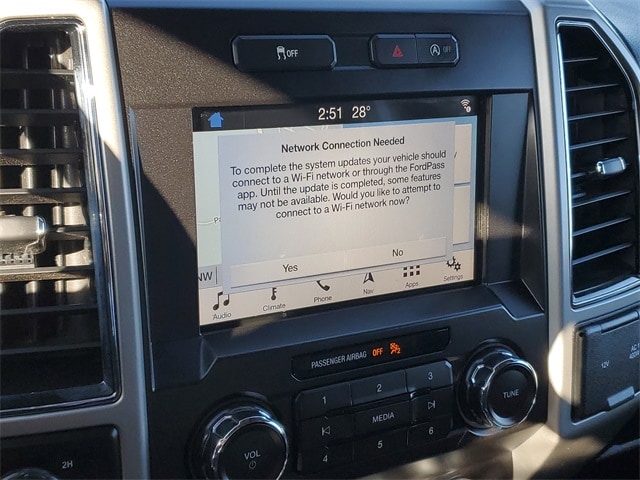 OFF
OFF
2:51 28°
Network Connection Needed
To complete the system updates your vehicle should
connect to a Wi-Fi network or through the FordPass
app. Until the update is completed, some features
may not be available. Would you like to attempt to
connect to a Wi-Fi network now?
Yes No
NW
Audio Climate Phone Nav Apps Settings
PASSENGER AIRBAG OFF 2
1 2 3
MEDIA
4 5 6
VOL
TUNE
12V
2H